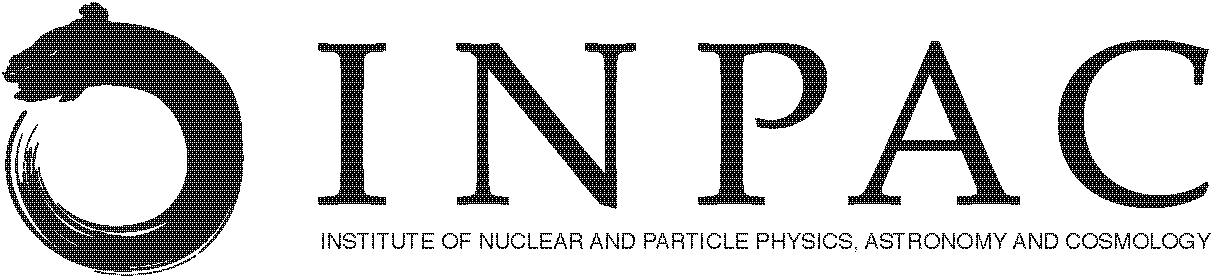 INPAC
INSTITUTE OF NUCLEAR AND PARTICLE PHYSICS, ASTRONOMY AND COSMOLOGY